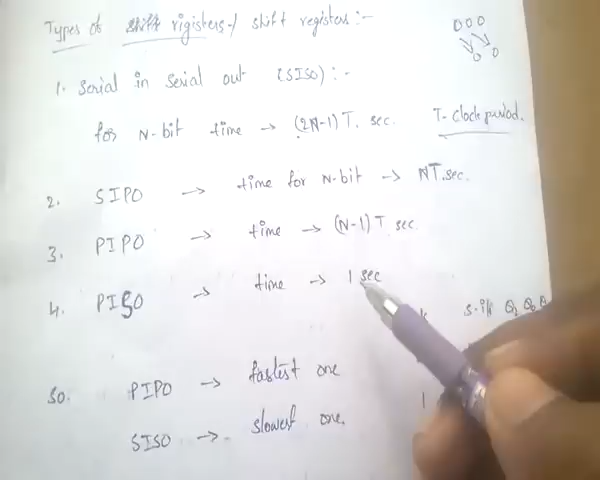 Types of rigisters / shift registers :-
1. Serial in Serial out (SISO) :-
for N-bit time → (2N-1) T. sec.
T - Clock period.
2. SIPO → time for N-bit → NT. sec.
3. PIPO → time → (N-1) T sec.
4. PISO → time → 1 sec
So. PIPO → fastest one
SISO → slowest one.